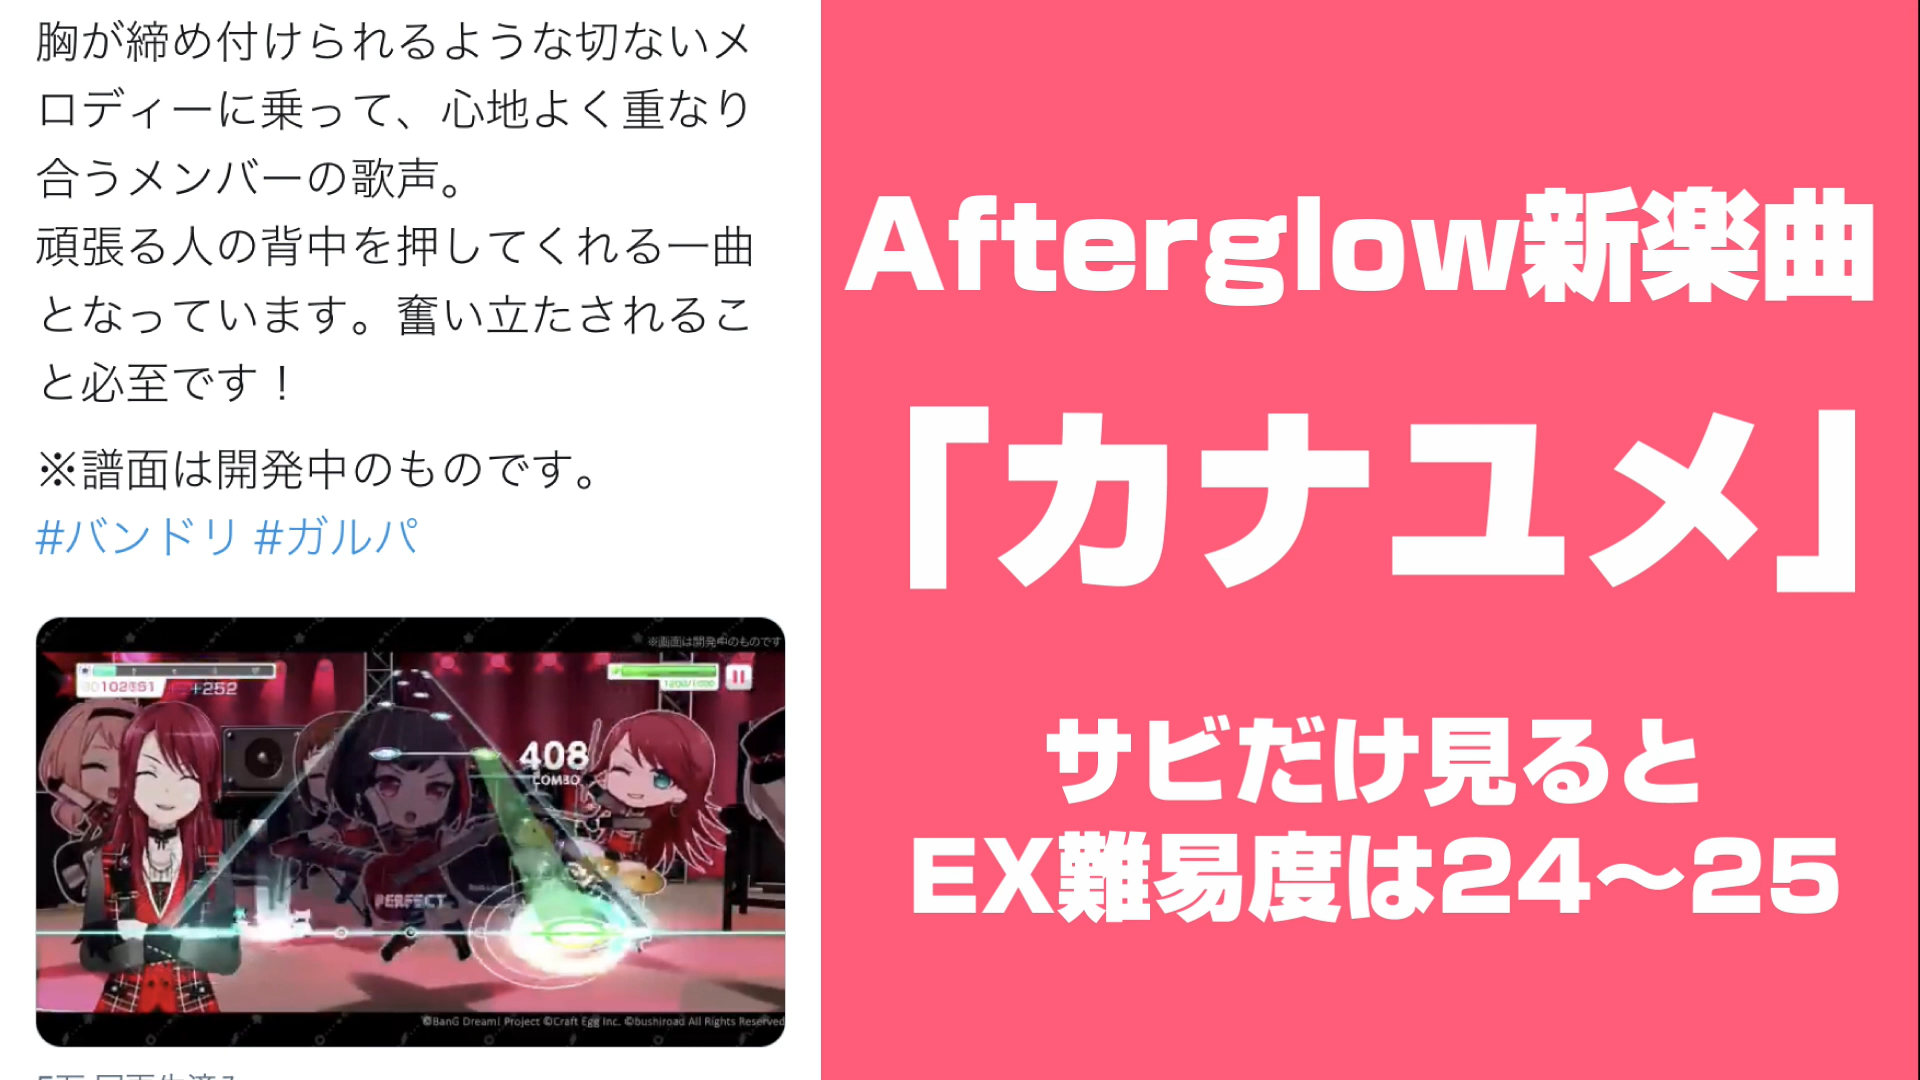 胸が締め付けられるような切ないメ
ロディーに乗って、心地よく重なり
合うメンバーの歌声。
頑張る人の背中を押してくれる一曲
となっています。奮い立たされるこ
と必至です！
※譜面は開発中のものです。
#バンドリ #ガルパ
※画面は開発中のものです
+252
408
COMBO
PERFECT
©BanG Dream! Project ©Craft Egg Inc. ©bushiroad All Rights Reserved
Afterglow新楽曲
「カナユメ」
サビだけ見ると
EX難易度は24～25